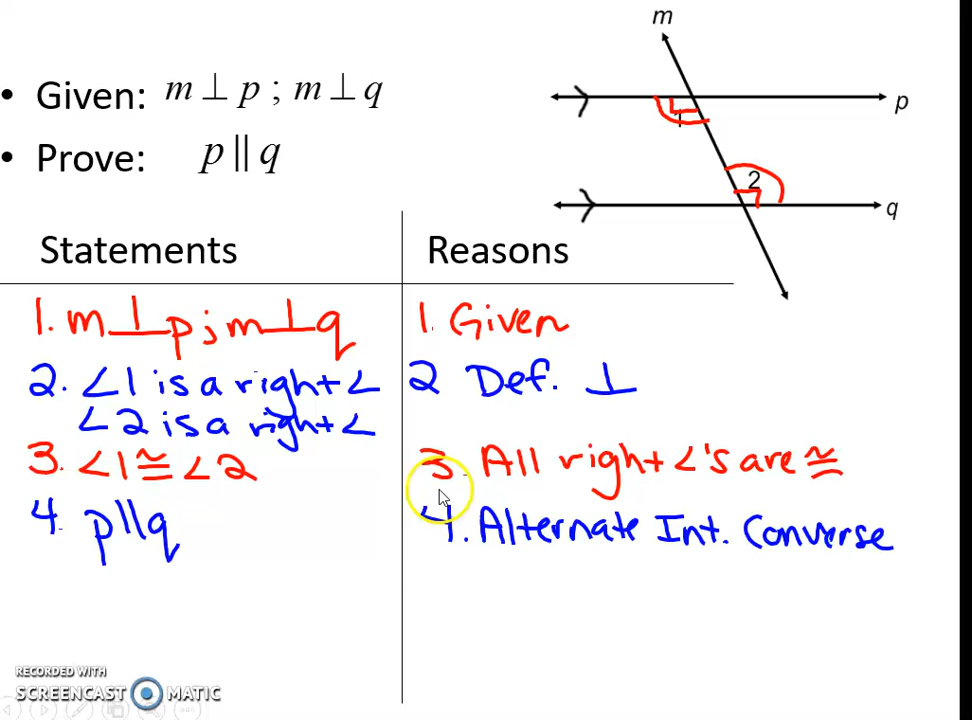 m
• Given: m ⊥ p ; m ⊥ q
p
1
• Prove: p || q
2
q
Statements
Reasons
1. m ⊥ p ; m ⊥ q
1. Given
2. ∠1 is a right ∠
2 Def. ⊥
∠2 is a right ∠
3. ∠1 ≅ ∠2
3. All right ∠'s are ≅
4. p || q
4. Alternate Int. Converse
RECORDED WITH
SCREENCAST MATIC